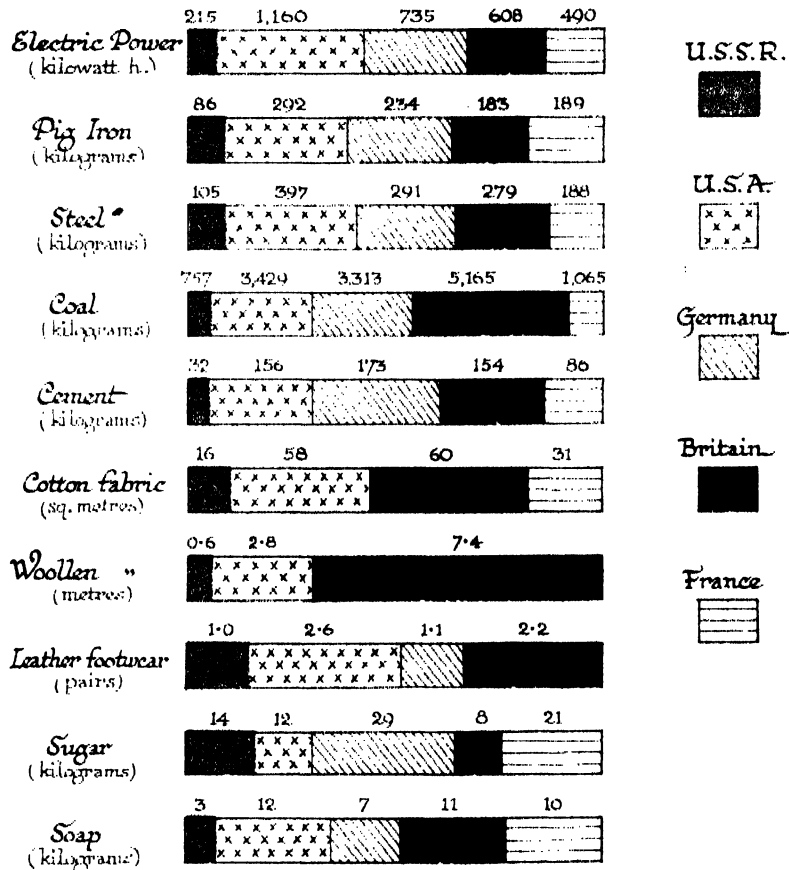 215 1,160 735 608 490
Electric Power
(kilowatt h.)
86 292 234 183 189
Pig Iron
(kilograms)
105 397 291 279 188
Steel
(kilograms)
757 3,429 3,313 5,165 1,065
Coal
(kilograms)
32 156 173 154 86
Cement
(kilograms)
16 58 60 31
Cotton fabric
(sq. metres)
0·6 2·8 7·4
Woollen "
(metres)
1·0 2·6 1·1 2·2
Leather footwear
(pairs)
14 12 29 8 21
Sugar
(kilograms)
3 12 7 11 10
Soap
(kilograms)
U.S.S.R.
U.S.A.
Germany
Britain
France